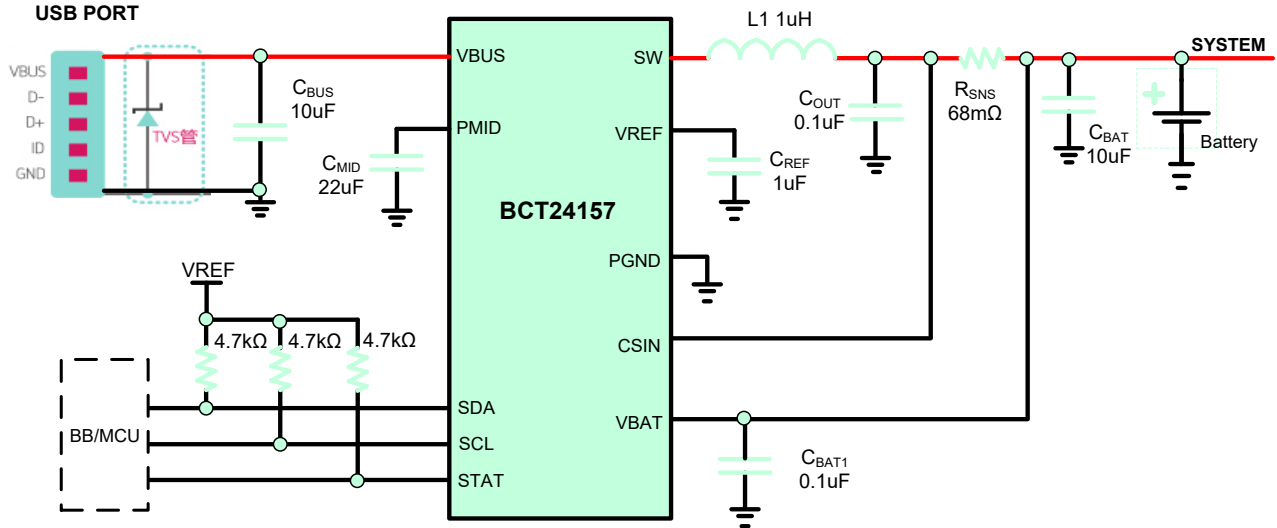 USB PORT
VBUS
D-
D+
ID
GND
TVS管
CBUS
10uF
CMID
22uF
VREF
4.7kΩ 4.7kΩ 4.7kΩ
BB/MCU
VBUS
PMID
SDA
SCL
STAT
BCT24157
SW
VREF
PGND
CSIN
VBAT
L1 1uH
COUT
0.1uF
CREF
1uF
RSNS
68mΩ
CBAT
10uF
SYSTEM
+
Battery
CBAT1
0.1uF